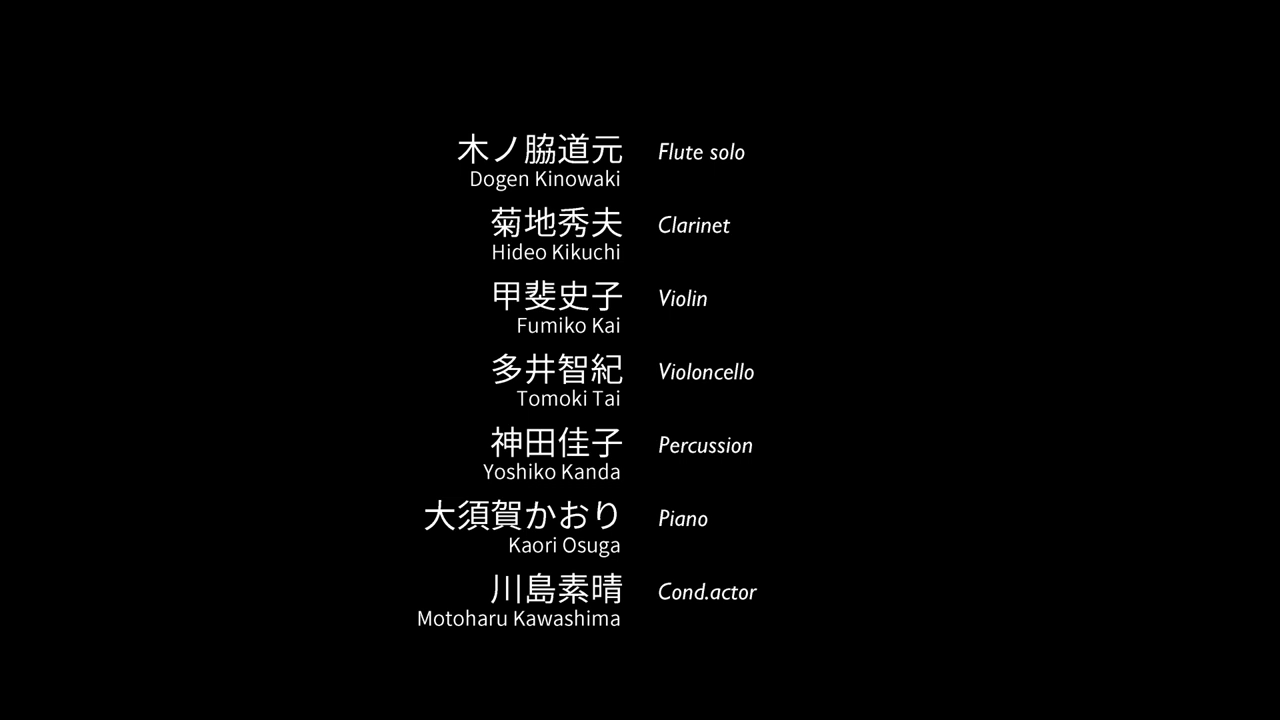 木ノ脇道元 Flute solo
Dogen Kinowaki
菊地秀夫 Clarinet
Hideo Kikuchi
甲斐史子 Violin
Fumiko Kai
多井智紀 Violoncello
Tomoki Tai
神田佳子 Percussion
Yoshiko Kanda
大須賀かおり Piano
Kaori Osuga
川島素晴 Cond.actor
Motoharu Kawashima